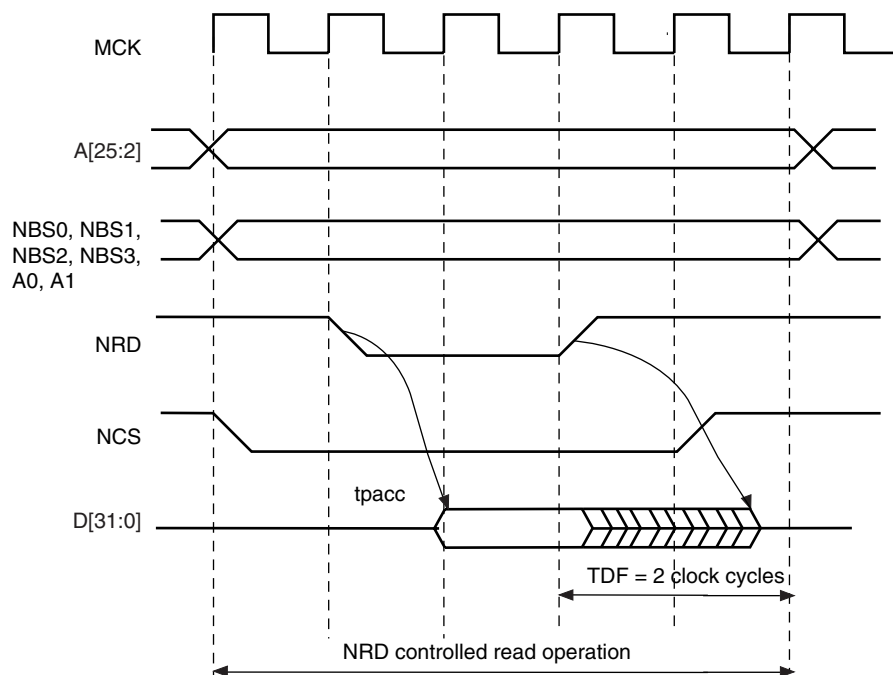 MCK
A[25:2]
NBS0, NBS1,
NBS2, NBS3,
A0, A1
NRD
NCS
tpacc
D[31:0]
TDF = 2 clock cycles
NRD controlled read operation